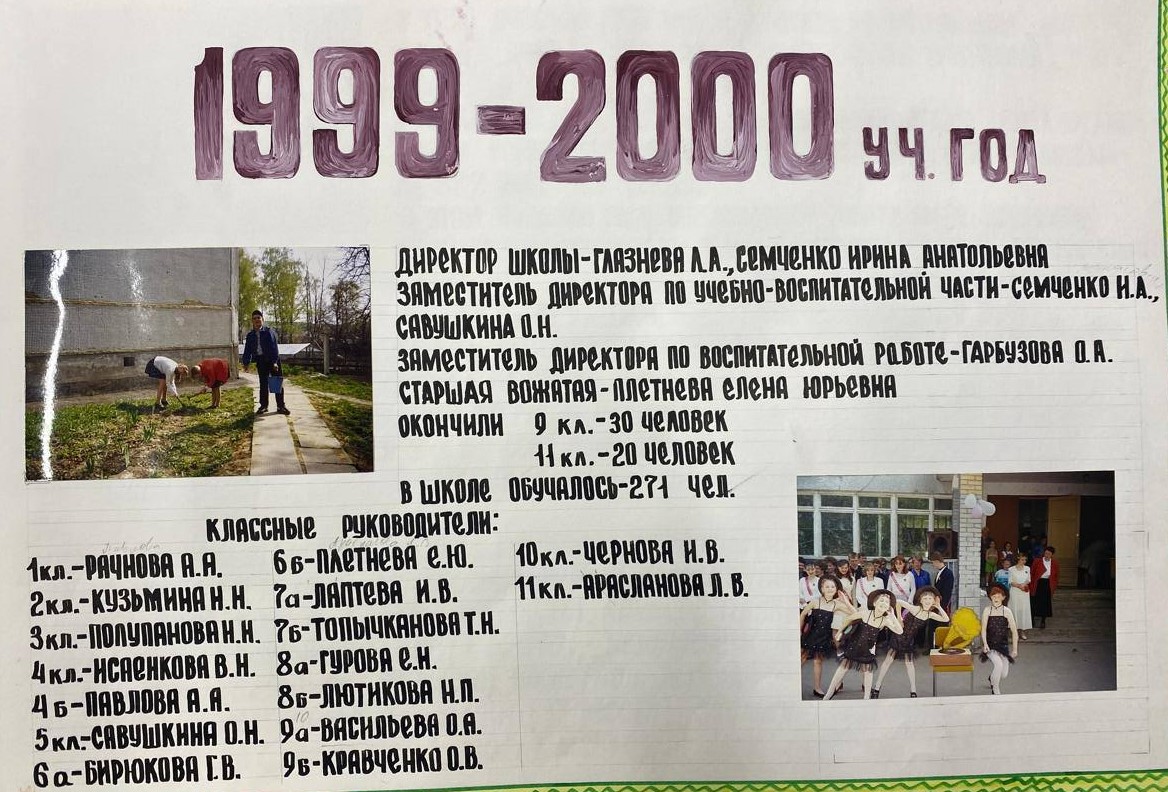 1999-2000 уч. год
ДИРЕКТОР ШКОЛЫ-ГЛАЗНЕВА Л.А., СЕМЧЕНКО ИРИНА АНАТОЛЬЕВНА
ЗАМЕСТИТЕЛЬ ДИРЕКТОРА ПО УЧЕБНО-ВОСПИТАТЕЛЬНОЙ ЧАСТИ-СЕМЧЕНКО И.А.,
САВУШКИНА О.Н.
ЗАМЕСТИТЕЛЬ ДИРЕКТОРА ПО ВОСПИТАТЕЛЬНОЙ РАБОТЕ-ГАРБУЗОВА О.А.
СТАРШАЯ ВОЖАТАЯ-ПЛЕТНЕВА ЕЛЕНА ЮРЬЕВНА
ОКОНЧИЛИ 9 кл.-30 ЧЕЛОВЕК
11 кл.-20 ЧЕЛОВЕК
В ШКОЛЕ ОБУЧАЛОСЬ-271 ЧЕЛ.
КЛАССНЫЕ РУКОВОДИТЕЛИ:
1кл.-РАЧНОВА А.А.
2кл.-КУЗЬМИНА Н.Н.
3кл.-ПОЛУПАНОВА Н.Н.
4кл.-ИСАЕНКОВА В.Н.
4б-ПАВЛОВА А.А.
5кл.-САВУШКИНА О.Н.
6а-БИРЮКОВА Г.В.
6б-ПЛЕТНЕВА Е.Ю.
7а-ЛАПТЕВА И.В.
7б-ТОПЫЧКАНОВА Т.Н.
8а-ГУРОВА Е.Н.
8б-ЛЮТИКОВА Н.П.
9а-ВАСИЛЬЕВА О.А.
9б-КРАВЧЕНКО О.В.
10кл.-ЧЕРНОВА И.В.
11кл.-АРАСЛАНОВА Л.В.